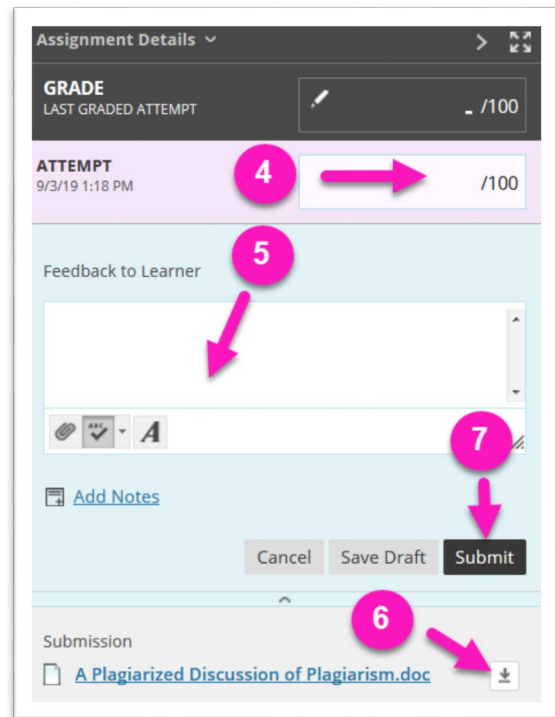 Assignment Details
GRADE
LAST GRADED ATTEMPT
- /100
ATTEMPT
9/3/19 1:18 PM
4
/100
5
Feedback to Learner
ABC
A
7
Add Notes
Cancel Save Draft Submit
6
Submission
A Plagiarized Discussion of Plagiarism.doc